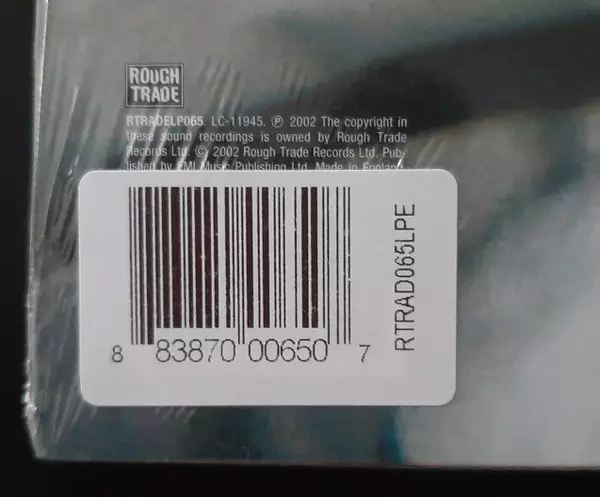 ROUGH
TRADE
RTRADELP065. LC-11945. ℗ 2002 The copyright in
these sound recordings is owned by Rough Trade
Records Ltd. © 2002 Rough Trade Records Ltd. Pub-
lished by EMI Music Publishing Ltd. Made in England.
8 83870 00650 7
RTRAD065LPE